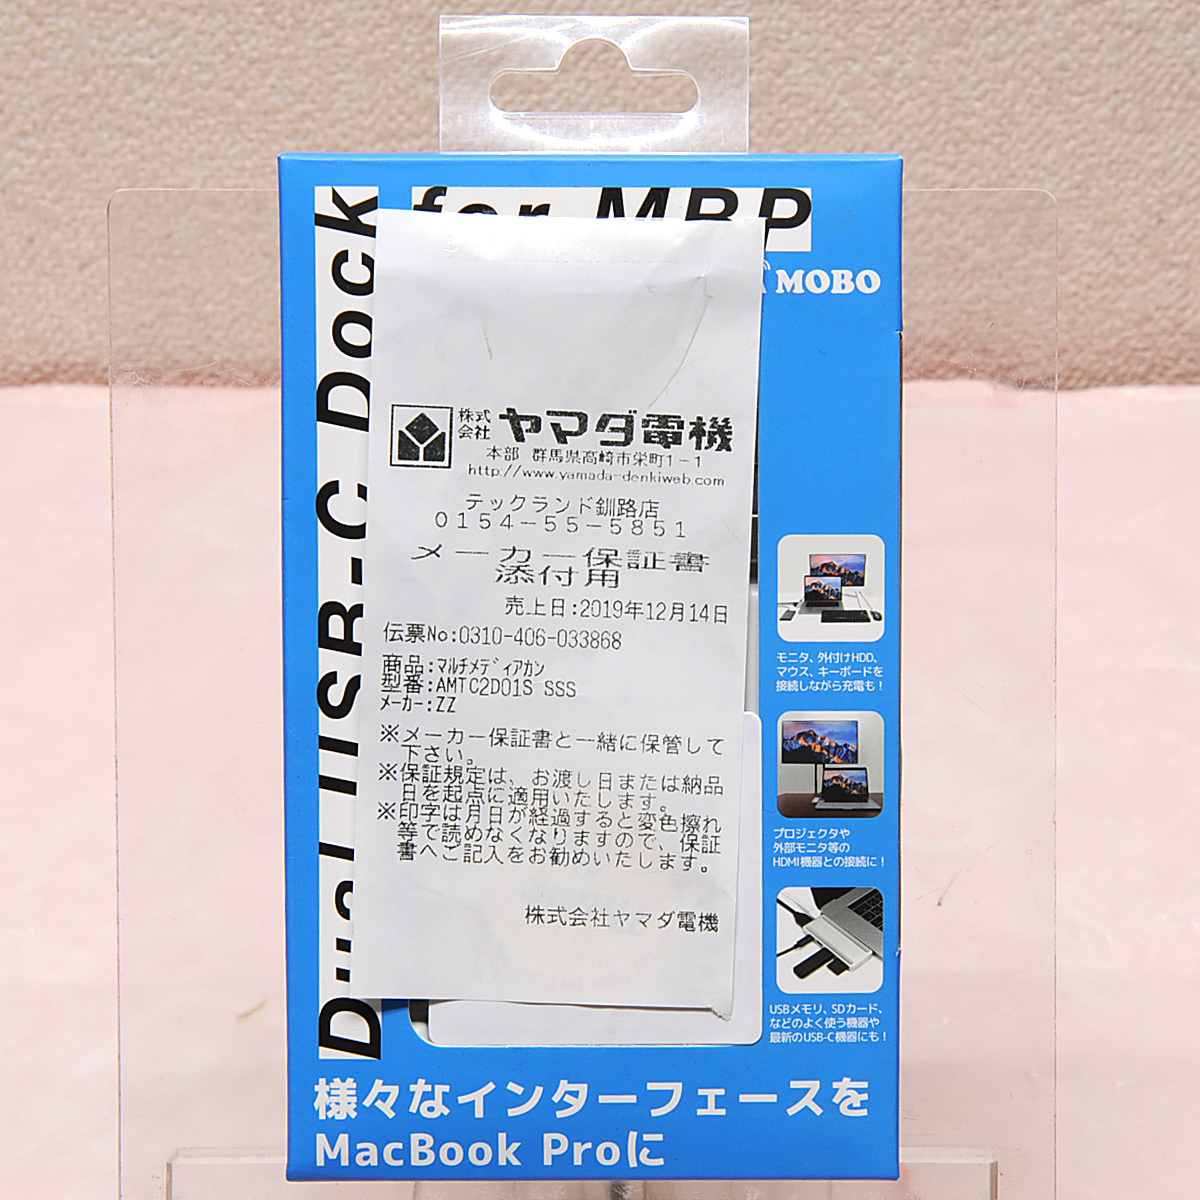 for MBP
MOBO
Dual USB-C Dock
株式
会社
ヤマダ電機
本部 群馬県高崎市栄町1-1
http://www.yamada-denkiweb.com
テックランド釧路店
0154-55-5851
メーカー保証書
添付用
売上日:2019年12月14日
伝票No:0310-406-033868
商品:マルチメディアカン
型番:AMTC2D01S SSS
メーカー:ZZ
※メーカー保証書と一緒に保管して
下さい。
※保証規定は、お渡し日または納品
日を起点に適用いたします。
※印字は月日が経過すると変色擦れ
等で読めなくなりますので、保証
書へご記入をお勧めいたします。
株式会社ヤマダ電機
モニタ、外付けHDD、
マウス、キーボードを
接続しながら充電も!
プロジェクタや
外部モニタ等の
HDMI機器との接続に!
USBメモリ、SDカード、
などのよく使う機器や
最新のUSB-C機器にも!
様々なインターフェースを
MacBook Proに